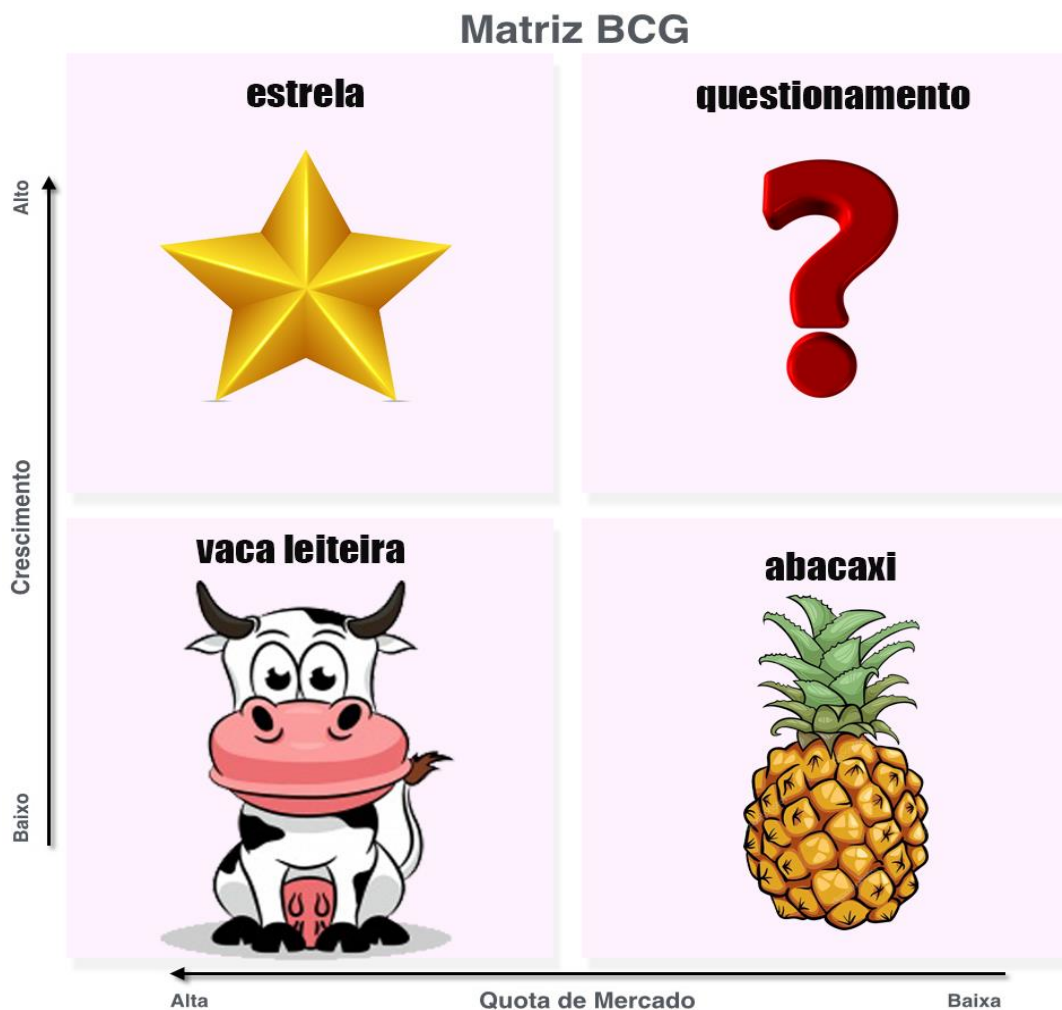 Matriz BCG
estrela
questionamento
Alto
Crescimento
Baixo
vaca leiteira
abacaxi
Alta
Quota de Mercado
Baixa